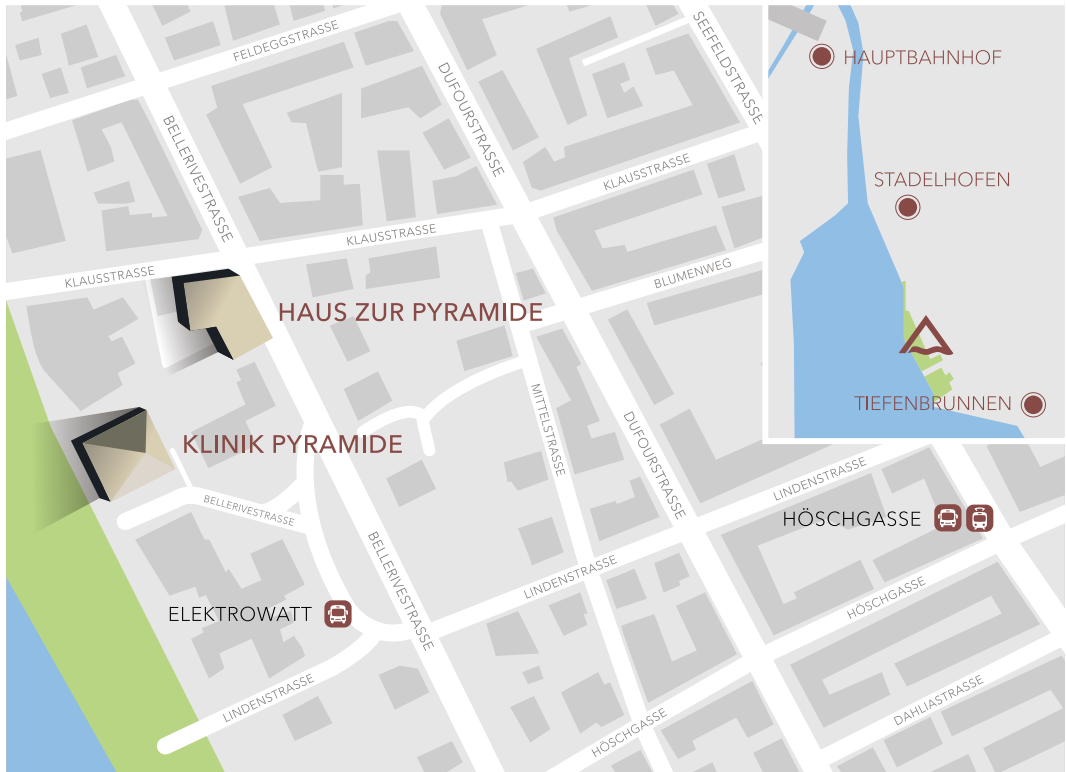 FELDEGGSTRASSE
SEEFELDSTRASSE
DUFOURSTRASSE
BELLERIVESTRASSE
KLAUSSTRASSE
KLAUSSTRASSE
KLAUSSTRASSE
BLUMENWEG
HAUS ZUR PYRAMIDE
KLINIK PYRAMIDE
MITTELSTRASSE
DUFOURSTRASSE
BELLERIVESTRASSE
BELLERIVESTRASSE
LINDENSTRASSE
HÖSCHGASSE
LINDENSTRASSE
ELEKTROWATT
HÖSCHGASSE
LINDENSTRASSE
DAHLIASTRASSE
HÖSCHGASSE
HAUPTBAHNHOF
STADELHOFEN
TIEFENBRUNNEN